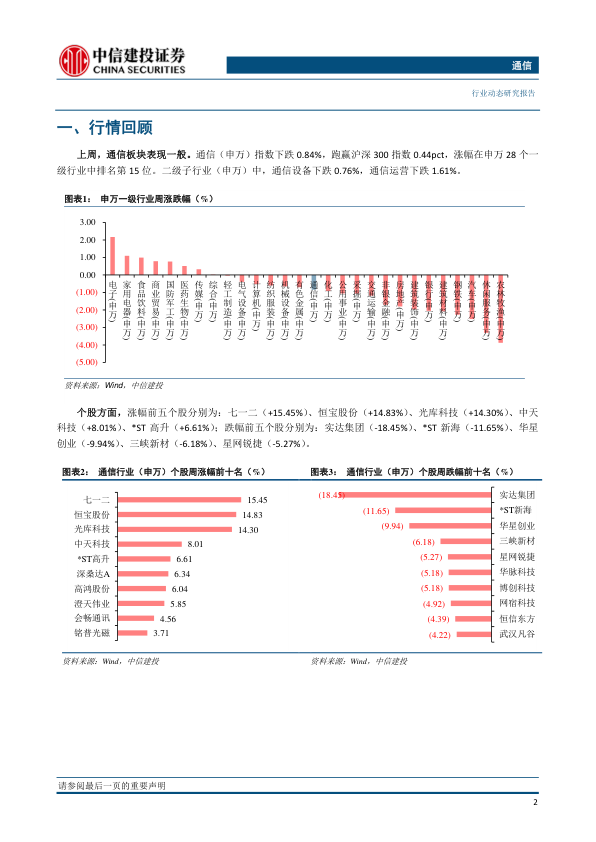 中信建投证券
CHINA SECURITIES
通信
行业动态研究报告
一、行情回顾
上周，通信板块表现一般。通信（申万）指数下跌 0.84%，跑赢沪深 300 指数 0.44pct，涨幅在申万 28 个一
级行业中排名第 15 位。二级子行业（申万）中，通信设备下跌 0.76%，通信运营下跌 1.61%。
图表1： 申万一级行业周涨跌幅（%）
3.00
2.00
1.00
0.00
(1.00)
(2.00)
(3.00)
(4.00)
(5.00)
电子(申万)
家用电器(申万)
食品饮料(申万)
商业贸易(申万)
国防军工(申万)
医药生物(申万)
传媒(申万)
综合(申万)
轻工制造(申万)
电气设备(申万)
计算机(申万)
纺织服装(申万)
机械设备(申万)
有色金属(申万)
通信(申万)
化工(申万)
公用事业(申万)
采掘(申万)
交通运输(申万)
非银金融(申万)
房地产(申万)
建筑装饰(申万)
银行(申万)
建筑材料(申万)
钢铁(申万)
汽车(申万)
休闲服务(申万)
农林牧渔(申万)
资料来源：Wind，中信建投
个股方面，涨幅前五个股分别为：七一二（+15.45%）、恒宝股份（+14.83%）、光库科技（+14.30%）、中天
科技（+8.01%）、*ST 高升（+6.61%）；跌幅前五个股分别为：实达集团（-18.45%）、*ST 新海（-11.65%）、华星
创业（-9.94%）、三峡新材（-6.18%）、星网锐捷（-5.27%）。
图表2： 通信行业（申万）个股周涨幅前十名（%）
七一二 15.45
恒宝股份 14.83
光库科技 14.30
中天科技 8.01
*ST高升 6.61
深桑达A 6.34
高鸿股份 6.04
澄天伟业 5.85
会畅通讯 4.56
铭普光磁 3.71
资料来源：Wind，中信建投
图表3： 通信行业（申万）个股周跌幅前十名（%）
(18.45) 实达集团
(11.65) *ST新海
(9.94) 华星创业
(6.18) 三峡新材
(5.27) 星网锐捷
(5.18) 华脉科技
(5.18) 博创科技
(4.92) 网宿科技
(4.39) 恒信东方
(4.22) 武汉凡谷
资料来源：Wind，中信建投
请参阅最后一页的重要声明
2